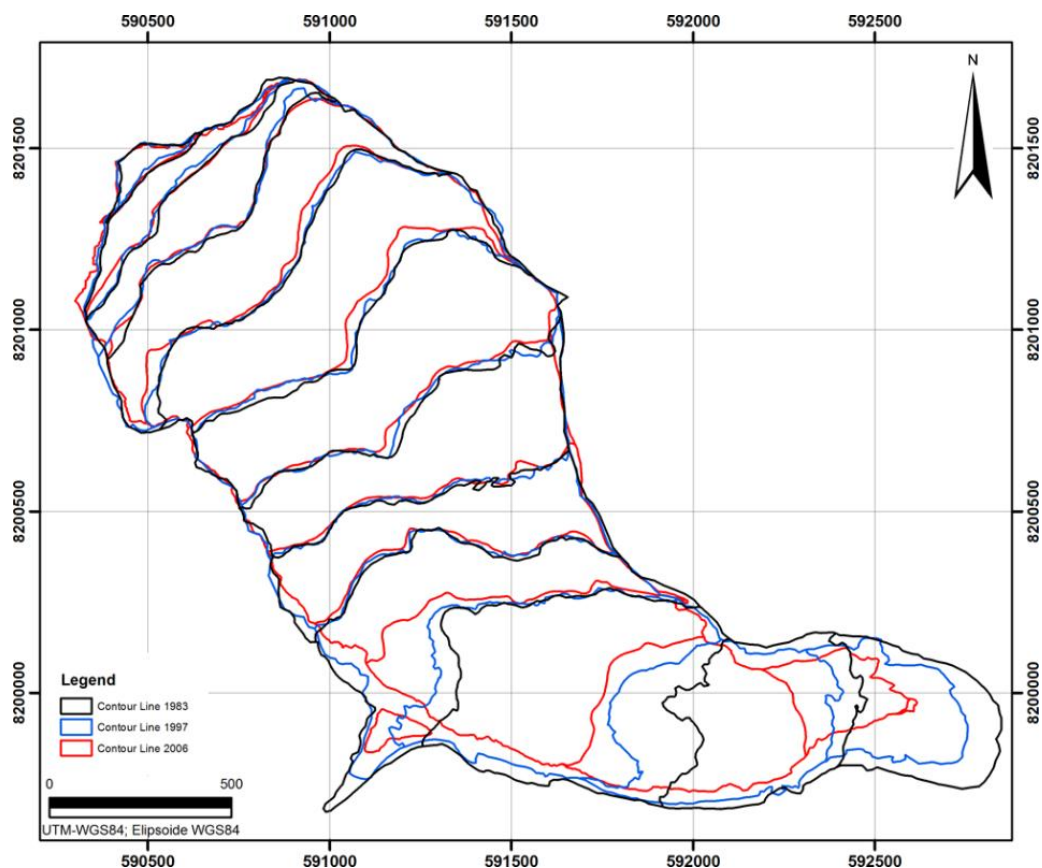 590500 591000 591500 592000 592500
N
8201500 8201500
8201000 8201000
8200500 8200500
8200000 8200000
Legend
Contour Line 1983
Contour Line 1997
Contour Line 2006
0 500
UTM-WGS84; Elipsoide WGS84
590500 591000 591500 592000 592500